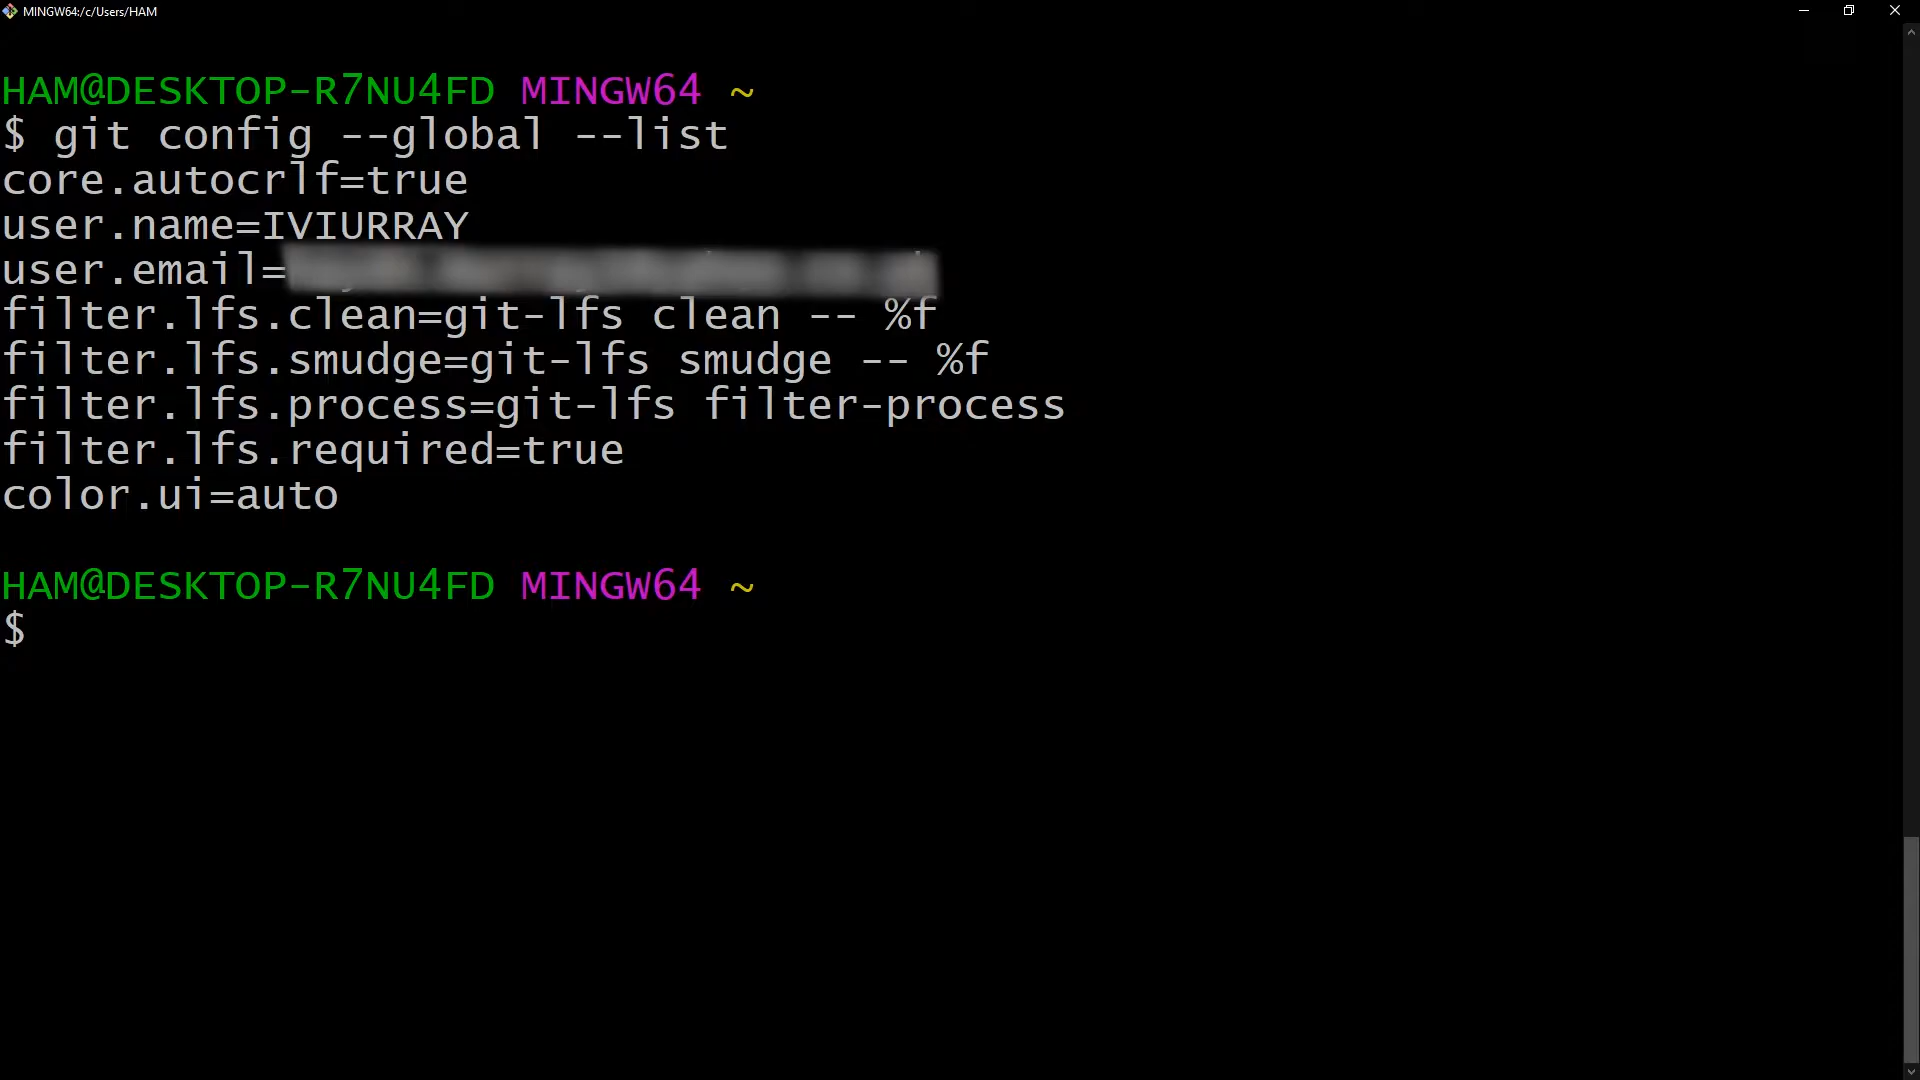 MINGW64:/c/Users/HAM
HAM@DESKTOP-R7NU4FD MINGW64 ~
$ git config --global --list
core.autocrlf=true
user.name=IVIURRAY
user.email=
filter.lfs.clean=git-lfs clean -- %f
filter.lfs.smudge=git-lfs smudge -- %f
filter.lfs.process=git-lfs filter-process
filter.lfs.required=true
color.ui=auto
HAM@DESKTOP-R7NU4FD MINGW64 ~
$